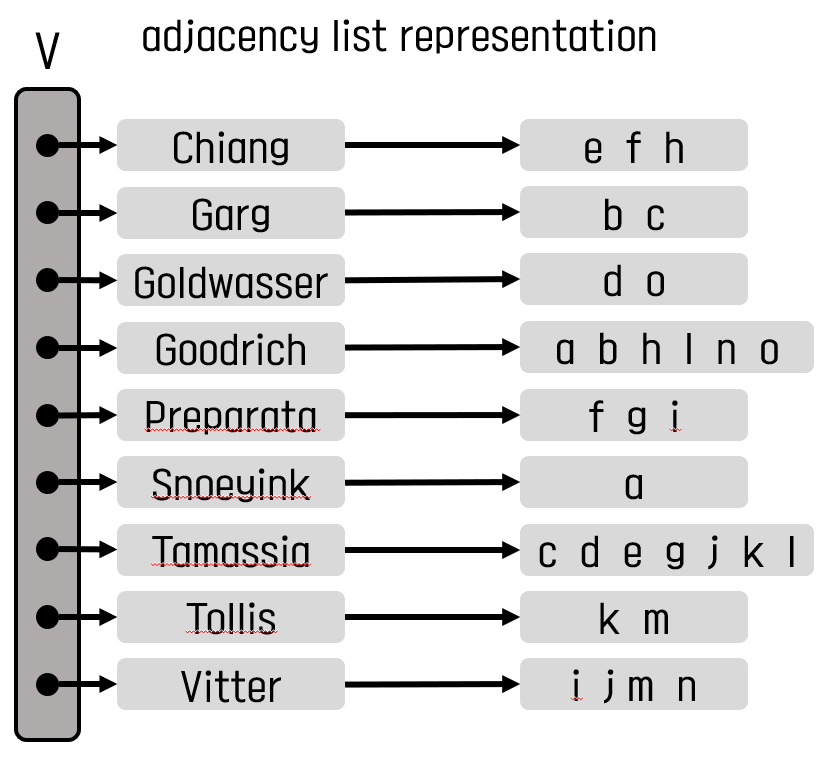 adjacency list representation
V
Chiang e f h
Garg b c
Goldwasser d o
Goodrich a b h l n o
Preparata f g i
Snoeyink a
Tamassia c d e g j k l
Tollis k m
Vitter i j m n